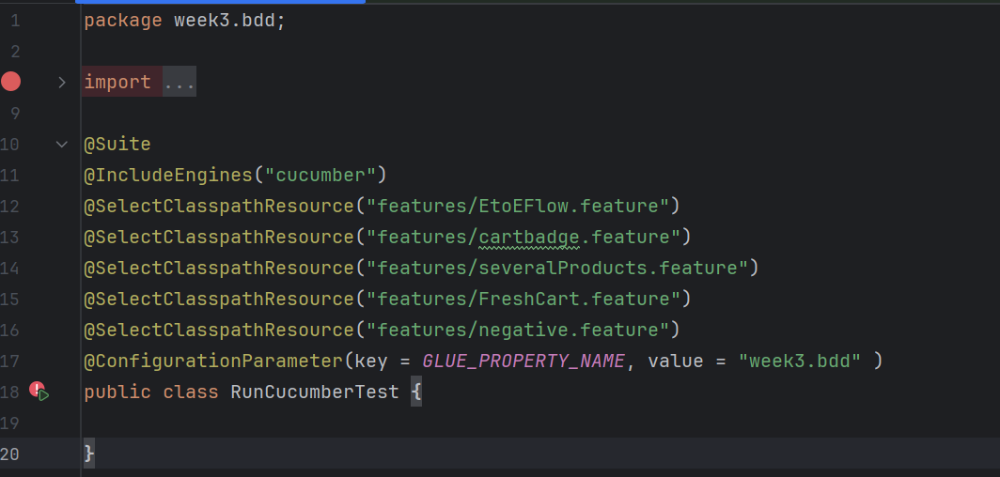 1 package week3.bdd;
2
import ...
9
10 @Suite
11 @IncludeEngines("cucumber")
12 @SelectClasspathResource("features/EtoEFlow.feature")
13 @SelectClasspathResource("features/cartbadge.feature")
14 @SelectClasspathResource("features/severalProducts.feature")
15 @SelectClasspathResource("features/FreshCart.feature")
16 @SelectClasspathResource("features/negative.feature")
17 @ConfigurationParameter(key = GLUE_PROPERTY_NAME, value = "week3.bdd" )
18 public class RunCucumberTest {
19
20 }